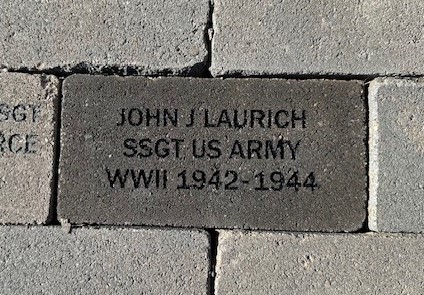 JOHN J LAURICH
SSGT US ARMY
WWII 1942-1944